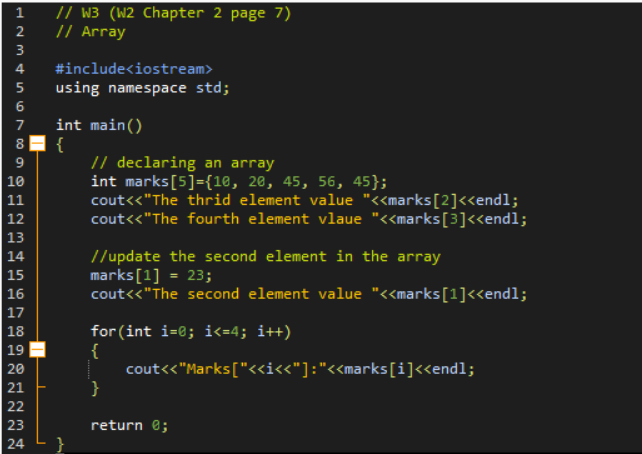 1 // W3 (W2 Chapter 2 page 7)
2 // Array
3
4 #include<iostream>
5 using namespace std;
6
7 int main()
8 {
9 // declaring an array
10 int marks[5]={10, 20, 45, 56, 45};
11 cout<<"The thrid element value "<<marks[2]<<endl;
12 cout<<"The fourth element vlaue "<<marks[3]<<endl;
13
14 //update the second element in the array
15 marks[1] = 23;
16 cout<<"The second element value "<<marks[1]<<endl;
17
18 for(int i=0; i<=4; i++)
19 {
20 cout<<"Marks["<<i<<"]:"<<marks[i]<<endl;
21 }
22
23 return 0;
24 }